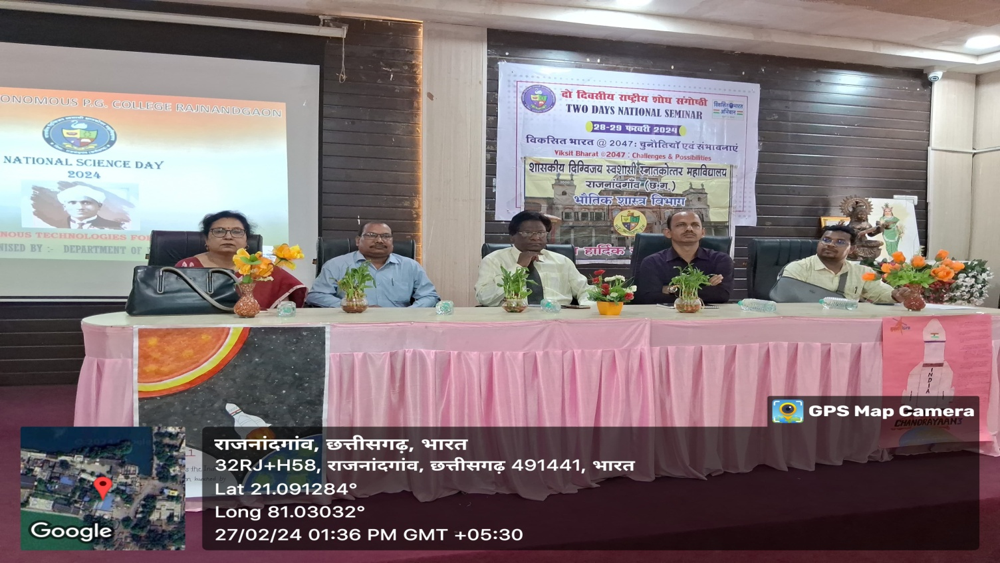 ONOMOUS P.G. COLLEGE RAJNANDGAON
NATIONAL SCIENCE DAY
2024
NOUS TECHNOLOGIES FOR
NISED BY :- DEPARTMENT OF
दो दिवसीय राष्ट्रीय शोध संगोष्ठी
TWO DAYS NATIONAL SEMINAR
विकसित भारत
अभियान
28-29 फरवरी 2024
विकसित भारत @ 2047: चुनौतियाँ एवं संभावनाएं
Viksit Bharat @2047 : Challenges & Possibilities
शासकीय दिग्विजय स्वशासी स्नातकोत्तर महाविद्यालय
राजनांदगाँव (छ.ग.)
भौतिक शास्त्र विभाग
हार्दिक
INDIA
CHANDRAYAAN3
GPS Map Camera
राजनांदगांव, छत्तीसगढ़, भारत
32RJ+H58, राजनांदगांव, छत्तीसगढ़ 491441, भारत
Lat 21.091284°
Long 81.03032°
27/02/24 01:36 PM GMT +05:30
Google